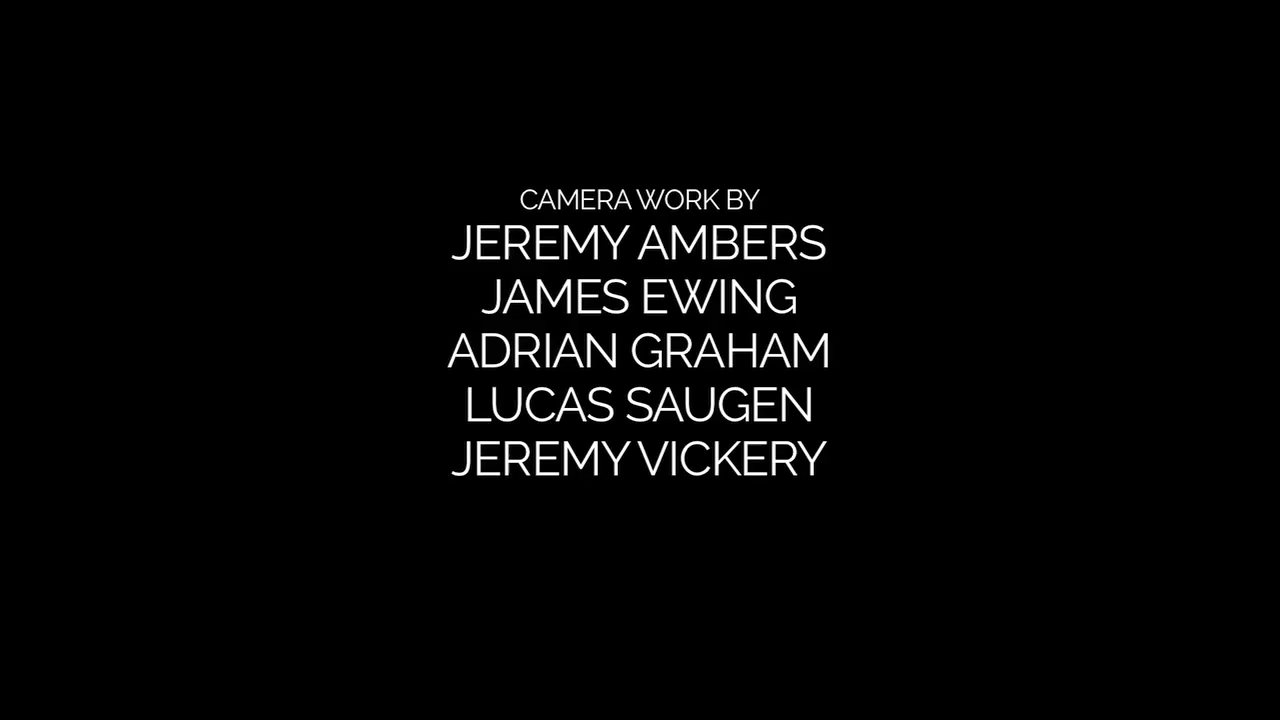 CAMERA WORK BY
JEREMY AMBERS
JAMES EWING
ADRIAN GRAHAM
LUCAS SAUGEN
JEREMY VICKERY